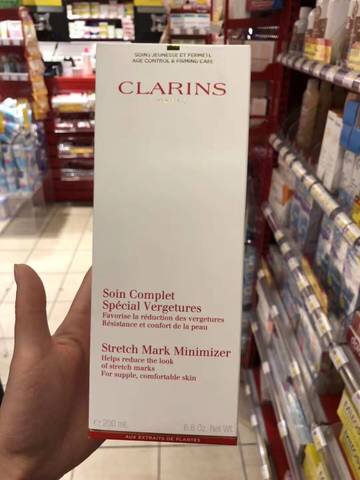 SOINS JEUNESSE ET FERMETÉ
AGE CONTROL & FIRMING CARE
CLARINS
PARIS
Soin Complet
Spécial Vergetures
Favorise la réduction des vergetures
Résistance et confort de la peau
Stretch Mark Minimizer
Helps reduce the look
of stretch marks
For supple, comfortable skin
e 200 mL
6.8 Oz. Net Wt.
AUX EXTRAITS DE PLANTES